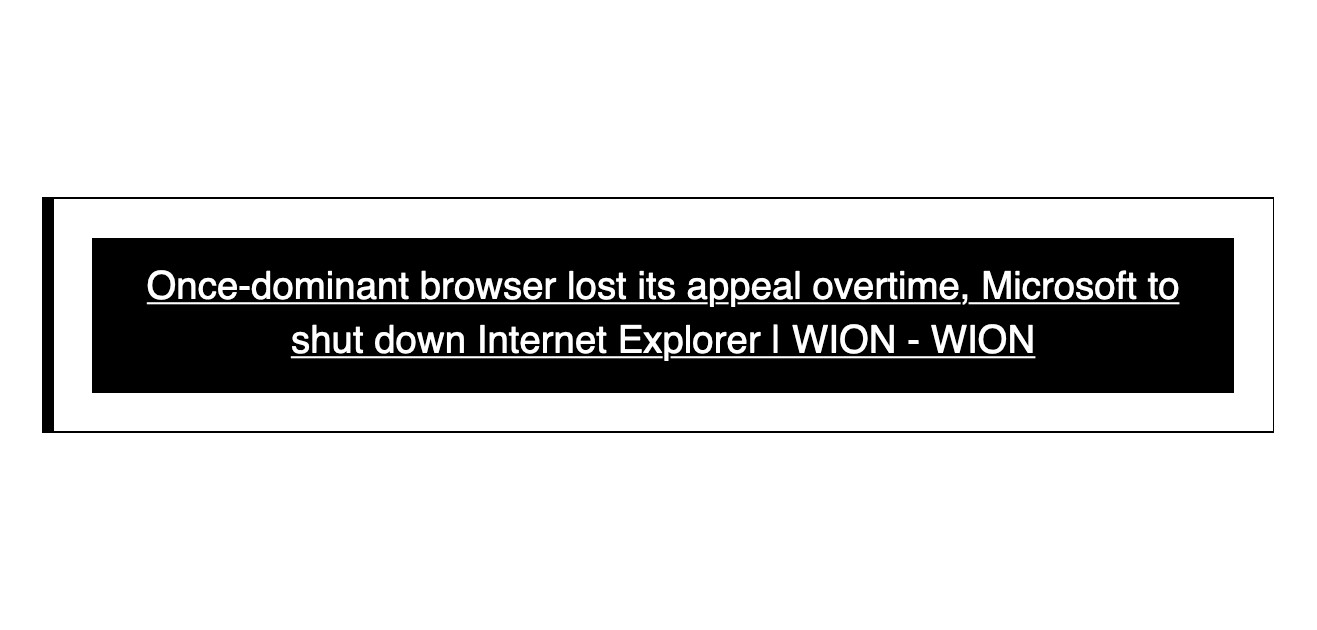 Once-dominant browser lost its appeal overtime, Microsoft to
shut down Internet Explorer l WION - WION